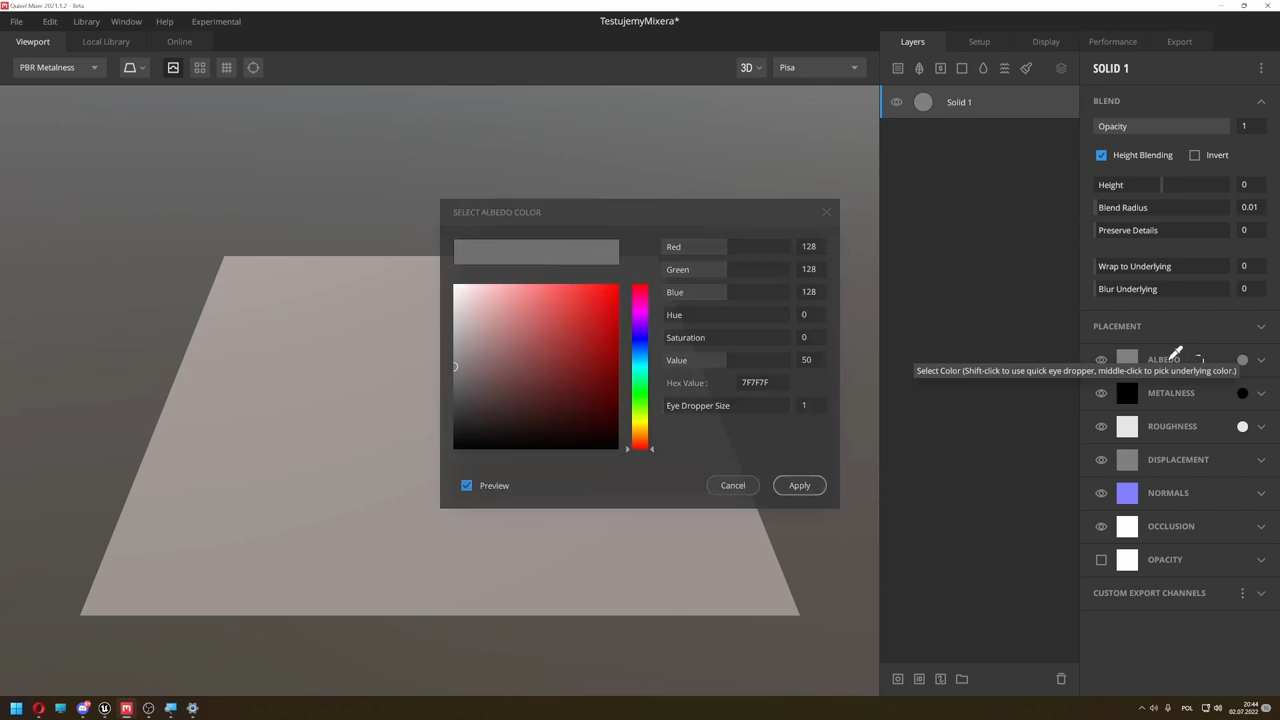 Quixel Mixer 2021.1.2 - Beta
File Edit Library Window Help Experimental
TestujemyMixera*
Viewport Local Library Online
Layers Setup Display Performance Export
PBR Metalness
3D
Pisa
SOLID 1
Solid 1
BLEND
Opacity 1
Height Blending Invert
Height 0
Blend Radius 0.01
Preserve Details 0
Wrap to Underlying 0
Blur Underlying 0
PLACEMENT
ALBEDO
Select Color (Shift-click to use quick eye dropper, middle-click to pick underlying color.)
METALNESS
ROUGHNESS
DISPLACEMENT
NORMALS
OCCLUSION
OPACITY
CUSTOM EXPORT CHANNELS
SELECT ALBEDO COLOR
Red 128
Green 128
Blue 128
Hue 0
Saturation 0
Value 50
Hex Value : 7F7F7F
Eye Dropper Size 1
Preview
Cancel Apply
POL
20:44
02.07.2022